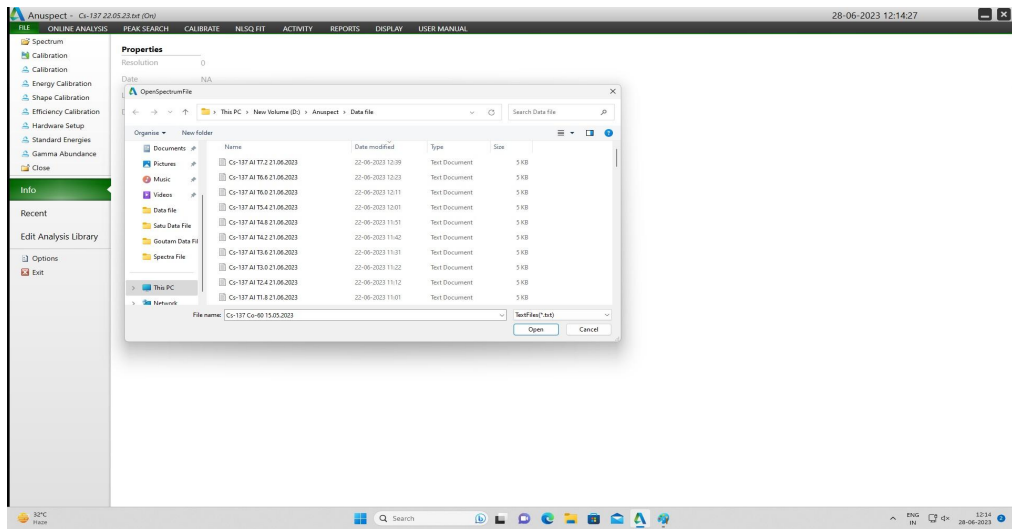 Anuspect - Cs-137 22.05.23.txt (On) 28-06-2023 12:14:27
FILE ONLINE ANALYSIS PEAK SEARCH CALIBRATE NLSQ FIT ACTIVITY REPORTS DISPLAY USER MANUAL
Spectrum
Calibration
Calibration
Energy Calibration
Shape Calibration
Efficiency Calibration
Hardware Setup
Standard Energies
Gamma Abundance
Close
Info
Recent
Edit Analysis Library
Options
Exit
Properties
Resolution 0
Date NA
OpenSpectrumFile
This PC > New Volume (D:) > Anuspect > Data file
Search Data file
Organise New folder
Documents
Pictures
Music
Videos
Data file
Satu Data File
Goutam Data Fil
Spectra File
This PC
Network
Name Date modified Type Size
Cs-137 Al T7.2 21.06.2023 22-06-2023 12:39 Text Document 5 KB
Cs-137 Al T6.6 21.06.2023 22-06-2023 12:23 Text Document 5 KB
Cs-137 Al T6.0 21.06.2023 22-06-2023 12:11 Text Document 5 KB
Cs-137 Al T5.4 21.06.2023 22-06-2023 12:01 Text Document 5 KB
Cs-137 Al T4.8 21.06.2023 22-06-2023 11:51 Text Document 5 KB
Cs-137 Al T4.2 21.06.2023 22-06-2023 11:42 Text Document 5 KB
Cs-137 Al T3.6 21.06.2023 22-06-2023 11:31 Text Document 5 KB
Cs-137 Al T3.0 21.06.2023 22-06-2023 11:22 Text Document 5 KB
Cs-137 Al T2.4 21.06.2023 22-06-2023 11:12 Text Document 5 KB
Cs-137 Al T1.8 21.06.2023 22-06-2023 11:01 Text Document 5 KB
File name: Cs-137 Co-60 15.05.2023 TextFiles(*.txt)
Open Cancel
32°C
Haze
Search
ENG
IN
12:14
28-06-2023
2